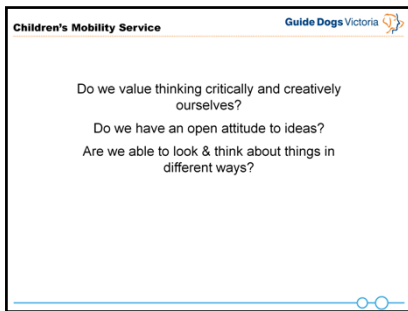 Children's Mobility Service
Guide Dogs Victoria
Do we value thinking critically and creatively
ourselves?
Do we have an open attitude to ideas?
Are we able to look & think about things in
different ways?